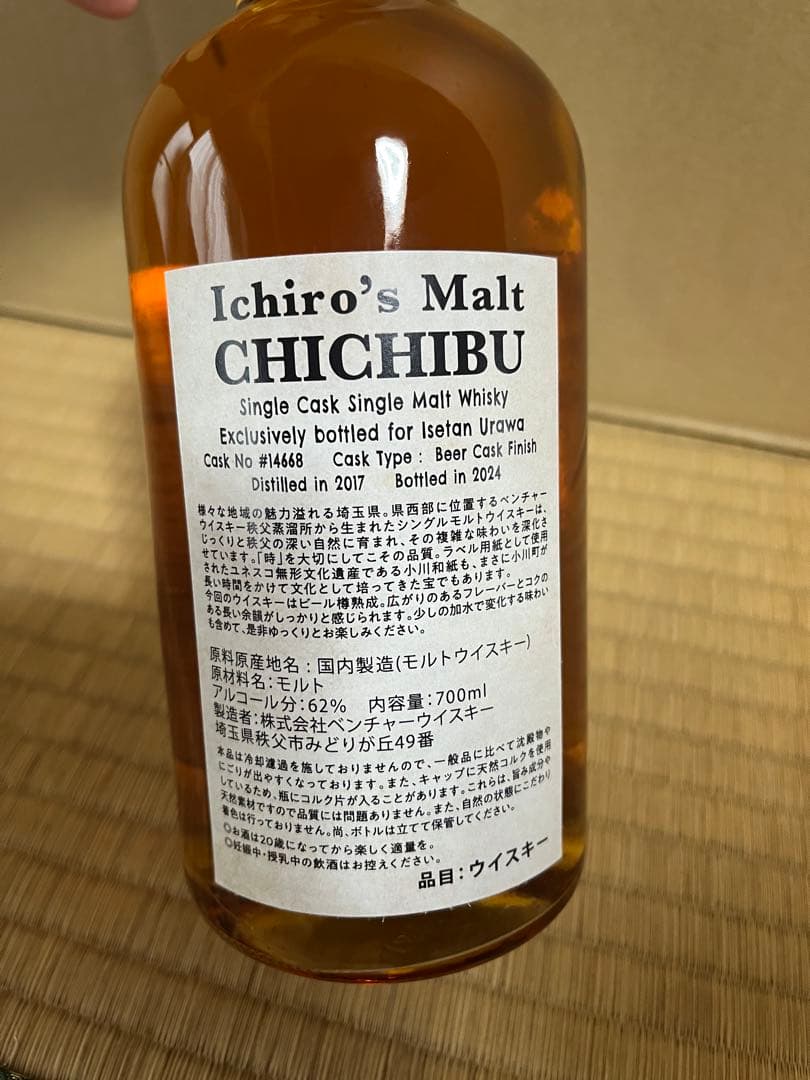 Ichiro's Malt
CHICHIBU
Single Cask Single Malt Whisky
Exclusively bottled for Isetan Urawa
Cask No #14668 Cask Type : Beer Cask Finish
Distilled in 2017 Bottled in 2024
様々な地域の魅力溢れる埼玉県。県西部に位置するベンチャー
ウイスキー秩父蒸溜所から生まれたシングルモルトウイスキーは、
じっくりと秩父の深い自然に育まれ、その複雑な味わいを深化さ
せています。「時」を大切にしてこその品質。ラベル用紙として使用
されたユネスコ無形文化遺産である小川和紙も、まさに小川町が
長い時間をかけて文化として培ってきた宝でもあります。
今回のウイスキーはビール樽熟成。広がりのあるフレーバーとコクの
ある長い余韻がしっかりと感じられます。少しの加水で変化する味わい
も含めて、是非ゆっくりとお楽しみください。
原料原産地名：国内製造(モルトウイスキー)
原材料名：モルト
アルコール分：62% 内容量：700ml
製造者：株式会社ベンチャーウイスキー
埼玉県秩父市みどりが丘49番
本品は冷却濾過を施しておりませんので、一般品に比べて沈殿物や
にごりが出やすくなっております。また、キャップに天然コルクを使用
しているため、瓶にコルク片が入ることがあります。これらは、旨み成分や
天然素材ですので品質には問題ありません。また、自然の状態にこだわり
着色は行っておりません。尚、ボトルは立てて保管してください。
○お酒は20歳になってから楽しく適量を。
○妊娠中・授乳中の飲酒はお控えください。
品目：ウイスキー